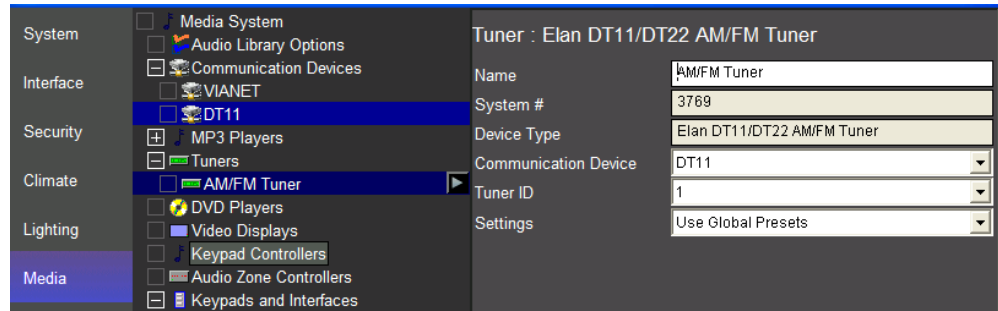 System
Interface
Security
Climate
Lighting
Media
Media System
Audio Library Options
Communication Devices
VIANET
DT11
MP3 Players
Tuners
AM/FM Tuner
DVD Players
Video Displays
Keypad Controllers
Audio Zone Controllers
Keypads and Interfaces
Tuner : Elan DT11/DT22 AM/FM Tuner
Name AM/FM Tuner
System # 3769
Device Type Elan DT11/DT22 AM/FM Tuner
Communication Device DT11
Tuner ID 1
Settings Use Global Presets